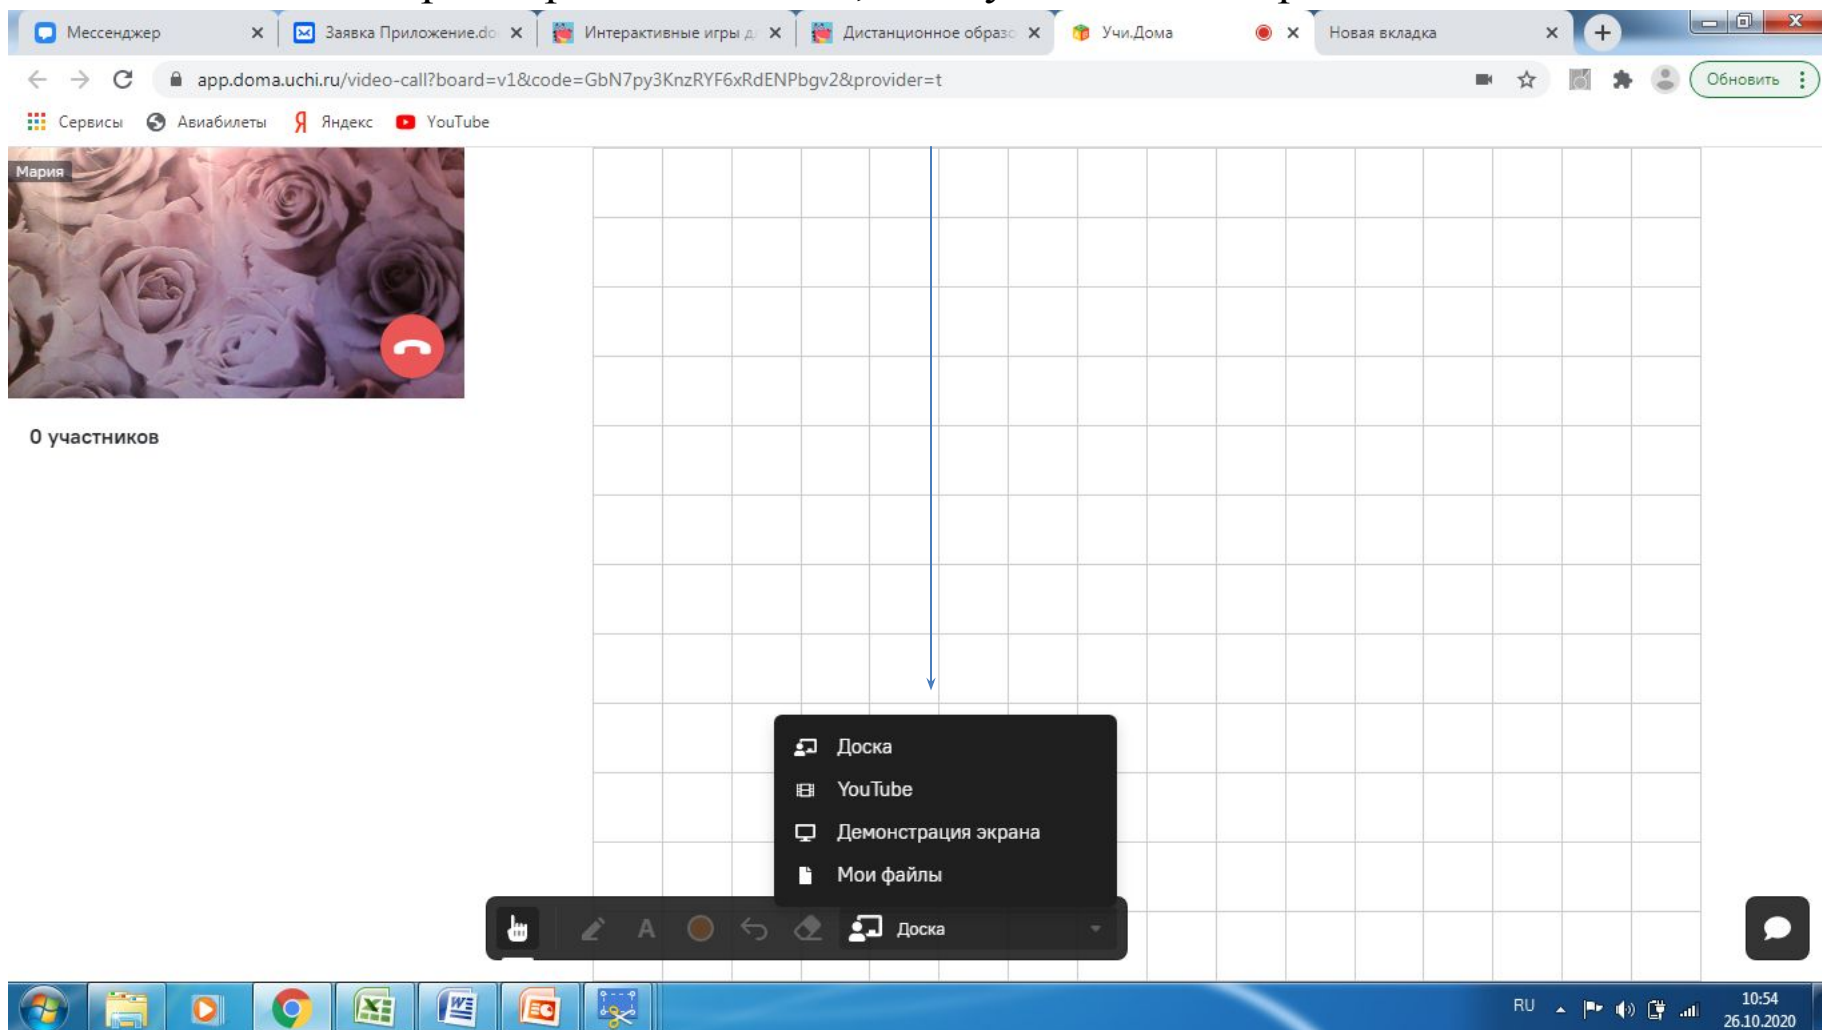 Мессенджер
Заявка Приложение.do
Интерактивные игры д
Дистанционное образо
Учи.Дома
Новая вкладка
app.doma.uchi.ru/video-call?board=v1&code=GbN7py3KnzRYF6xRdENPbgv2&provider=t
Обновить
Сервисы
Авиабилеты
Яндекс
YouTube
Мария
0 участников
Доска
YouTube
Демонстрация экрана
Мои файлы
A
Доска
RU
10:54
26.10.2020